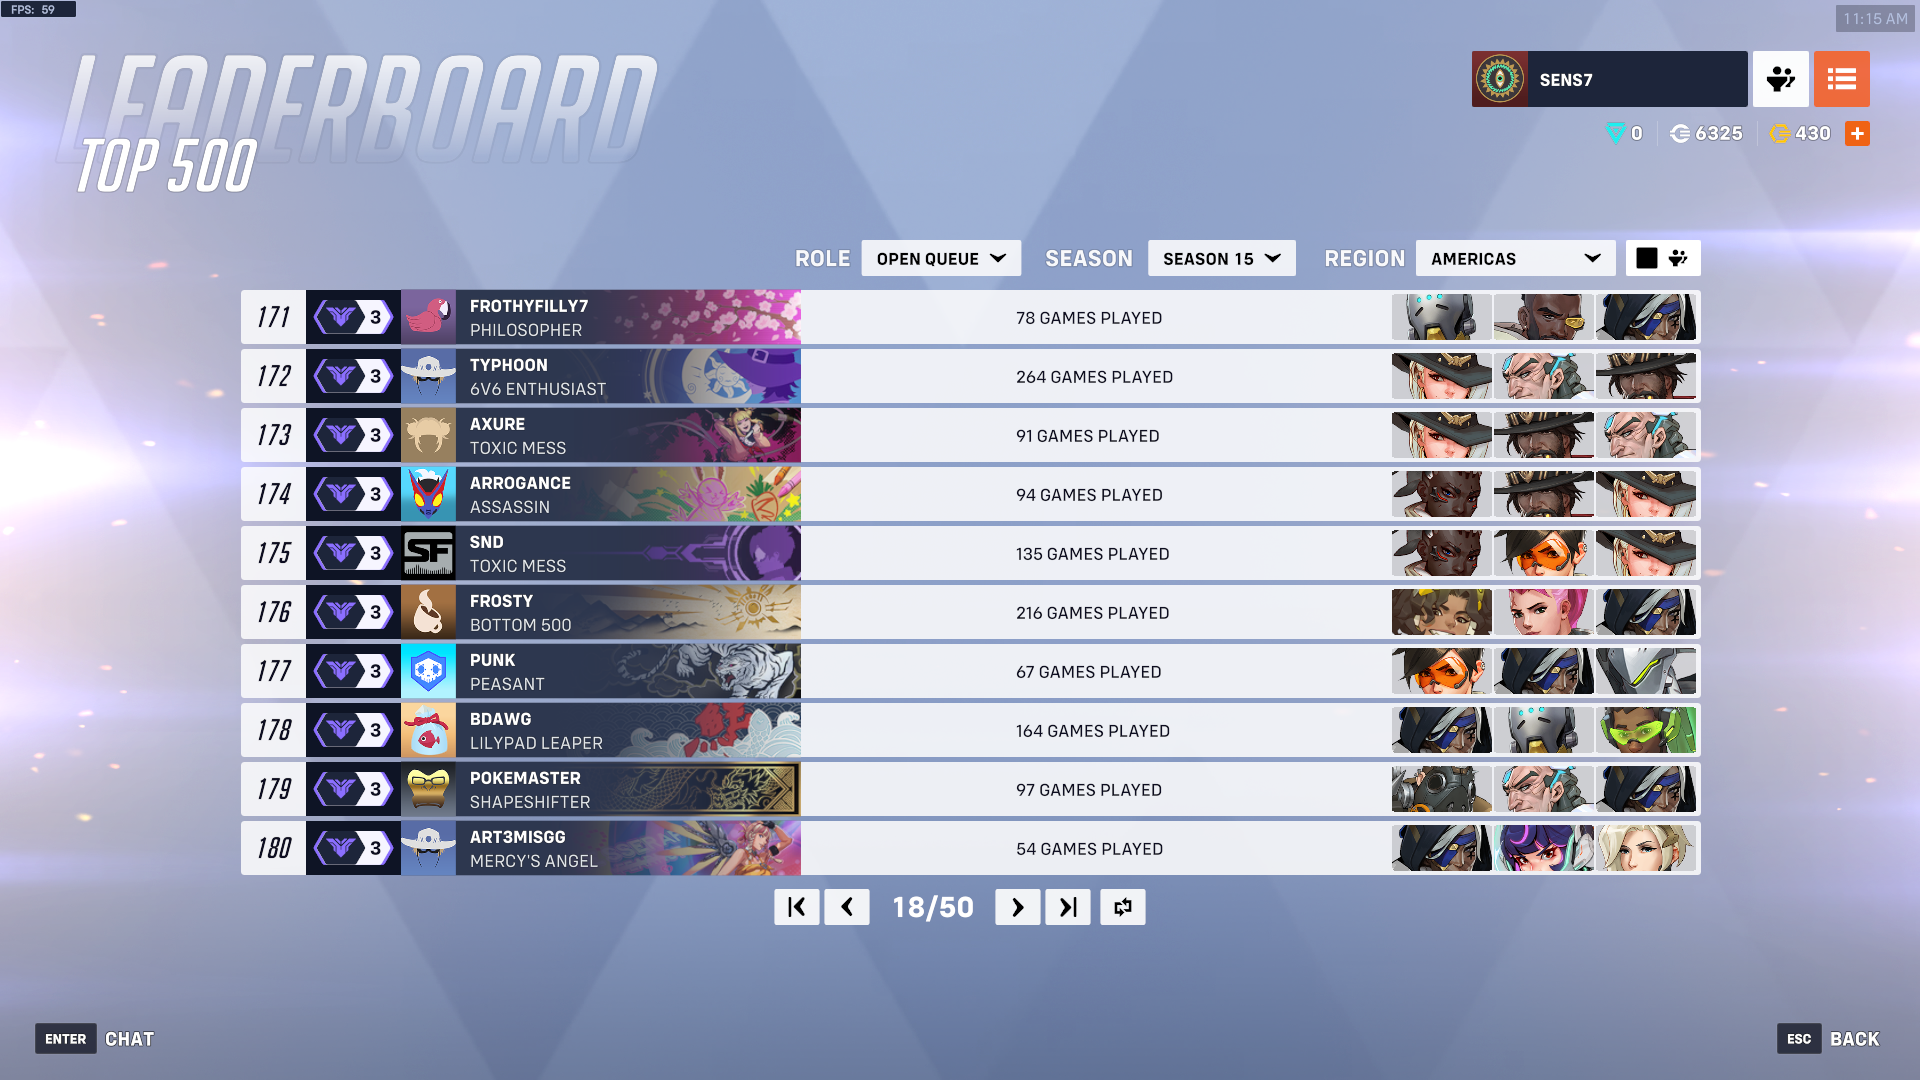 FPS: 59
11:15 AM
LEADERBOARD
TOP 500
SENS7
0 6325 430
ROLE OPEN QUEUE SEASON SEASON 15 REGION AMERICAS
171 3 FROTHYFILLY7 78 GAMES PLAYED
PHILOSOPHER
172 3 TYPHOON 264 GAMES PLAYED
6V6 ENTHUSIAST
173 3 AXURE 91 GAMES PLAYED
TOXIC MESS
174 3 ARROGANCE 94 GAMES PLAYED
ASSASSIN
175 3 SF SND 135 GAMES PLAYED
TOXIC MESS
176 3 FROSTY 216 GAMES PLAYED
BOTTOM 500
177 3 PUNK 67 GAMES PLAYED
PEASANT
178 3 BDAWG 164 GAMES PLAYED
LILYPAD LEAPER
179 3 POKEMASTER 97 GAMES PLAYED
SHAPESHIFTER
180 3 ART3MISGG 54 GAMES PLAYED
MERCY'S ANGEL
18/50
ENTER CHAT
ESC BACK